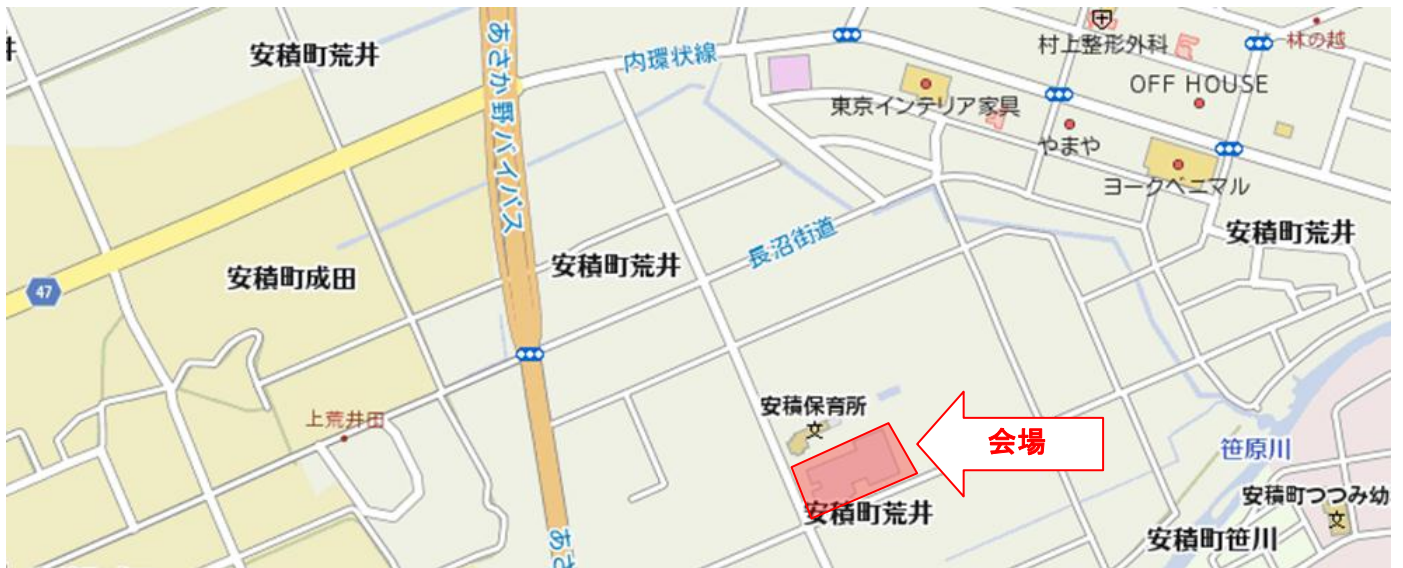 安積町荒井
あさか野バイパス
内環状線
村上整形外科
林の越
OFF HOUSE
東京インテリア家具
やまや
ヨークベニマル
安積町荒井
安積町成田
安積町荒井
長沼街道
47
上荒井田
安積保育所
文
会場
笹原川
安積町荒井
安積町つつみ幼
文
安積町笹川
あさ